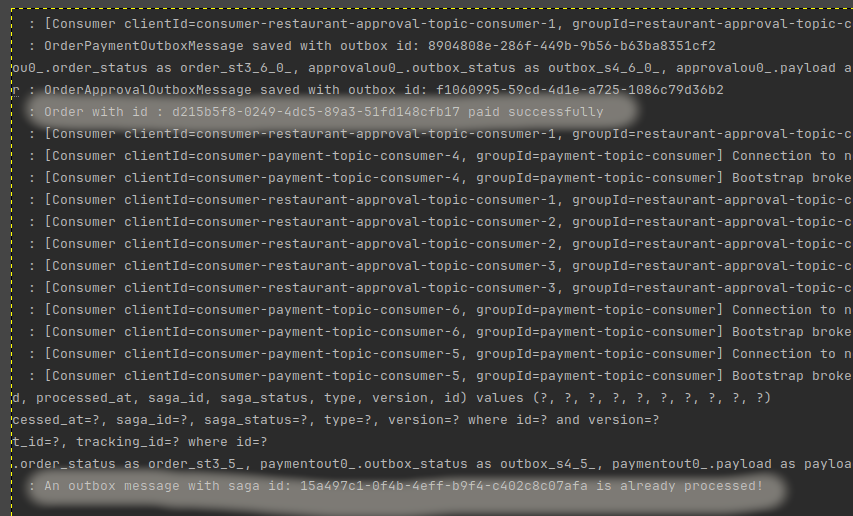 : [Consumer clientId=consumer-restaurant-approval-topic-consumer-1, groupId=restaurant-approval-topic-c
: OrderPaymentOutboxMessage saved with outbox id: 8904808e-286f-449b-9b56-b63ba8351cf2
ou0_.order_status as order_st3_6_0_, approvalou0_.outbox_status as outbox_s4_6_0_, approvalou0_.payload a
r : OrderApprovalOutboxMessage saved with outbox id: f1060995-59cd-4d1e-a725-1086c79d36b2
: Order with id : d215b5f8-0249-4dc5-89a3-51fd148cfb17 paid successfully
: [Consumer clientId=consumer-restaurant-approval-topic-consumer-1, groupId=restaurant-approval-topic-c
: [Consumer clientId=consumer-payment-topic-consumer-4, groupId=payment-topic-consumer] Connection to n
: [Consumer clientId=consumer-payment-topic-consumer-4, groupId=payment-topic-consumer] Bootstrap broke
: [Consumer clientId=consumer-restaurant-approval-topic-consumer-1, groupId=restaurant-approval-topic-c
: [Consumer clientId=consumer-restaurant-approval-topic-consumer-2, groupId=restaurant-approval-topic-c
: [Consumer clientId=consumer-restaurant-approval-topic-consumer-2, groupId=restaurant-approval-topic-c
: [Consumer clientId=consumer-restaurant-approval-topic-consumer-3, groupId=restaurant-approval-topic-c
: [Consumer clientId=consumer-restaurant-approval-topic-consumer-3, groupId=restaurant-approval-topic-c
: [Consumer clientId=consumer-payment-topic-consumer-6, groupId=payment-topic-consumer] Connection to n
: [Consumer clientId=consumer-payment-topic-consumer-6, groupId=payment-topic-consumer] Bootstrap broke
: [Consumer clientId=consumer-payment-topic-consumer-5, groupId=payment-topic-consumer] Connection to n
: [Consumer clientId=consumer-payment-topic-consumer-5, groupId=payment-topic-consumer] Bootstrap broke
d, processed_at, saga_id, saga_status, type, version, id) values (?, ?, ?, ?, ?, ?, ?, ?, ?, ?)
cessed_at=?, saga_id=?, saga_status=?, type=?, version=? where id=? and version=?
t_id=?, tracking_id=? where id=?
.order_status as order_st3_5_, paymentout0_.outbox_status as outbox_s4_5_, paymentout0_.payload as payloa
: An outbox message with saga id: 15a497c1-0f4b-4eff-b9f4-c402c8c07afa is already processed!